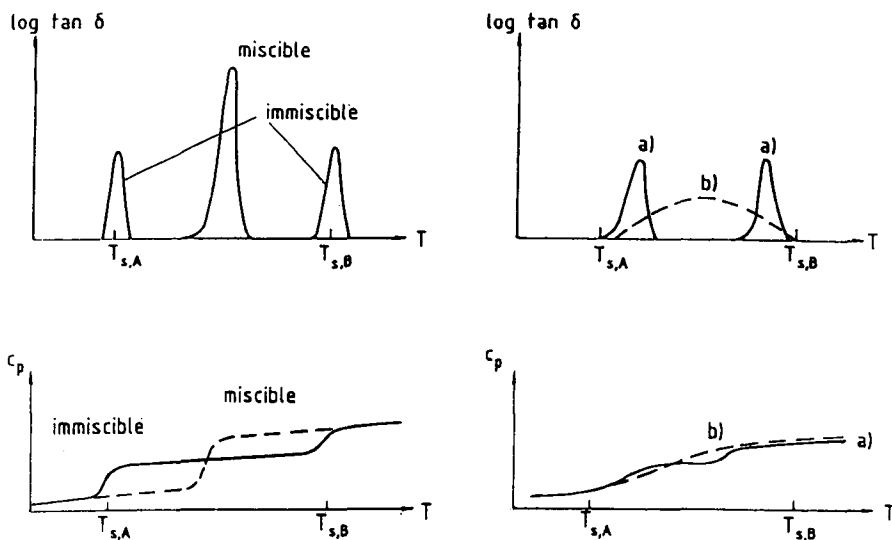 log tan δ
miscible
immiscible
T
T_s,A
T_s,B
log tan δ
a)
a)
b)
T
T_s,A
T_s,B
c_p
miscible
immiscible
T
T_s,A
T_s,B
c_p
b)
a)
T
T_s,A
T_s,B